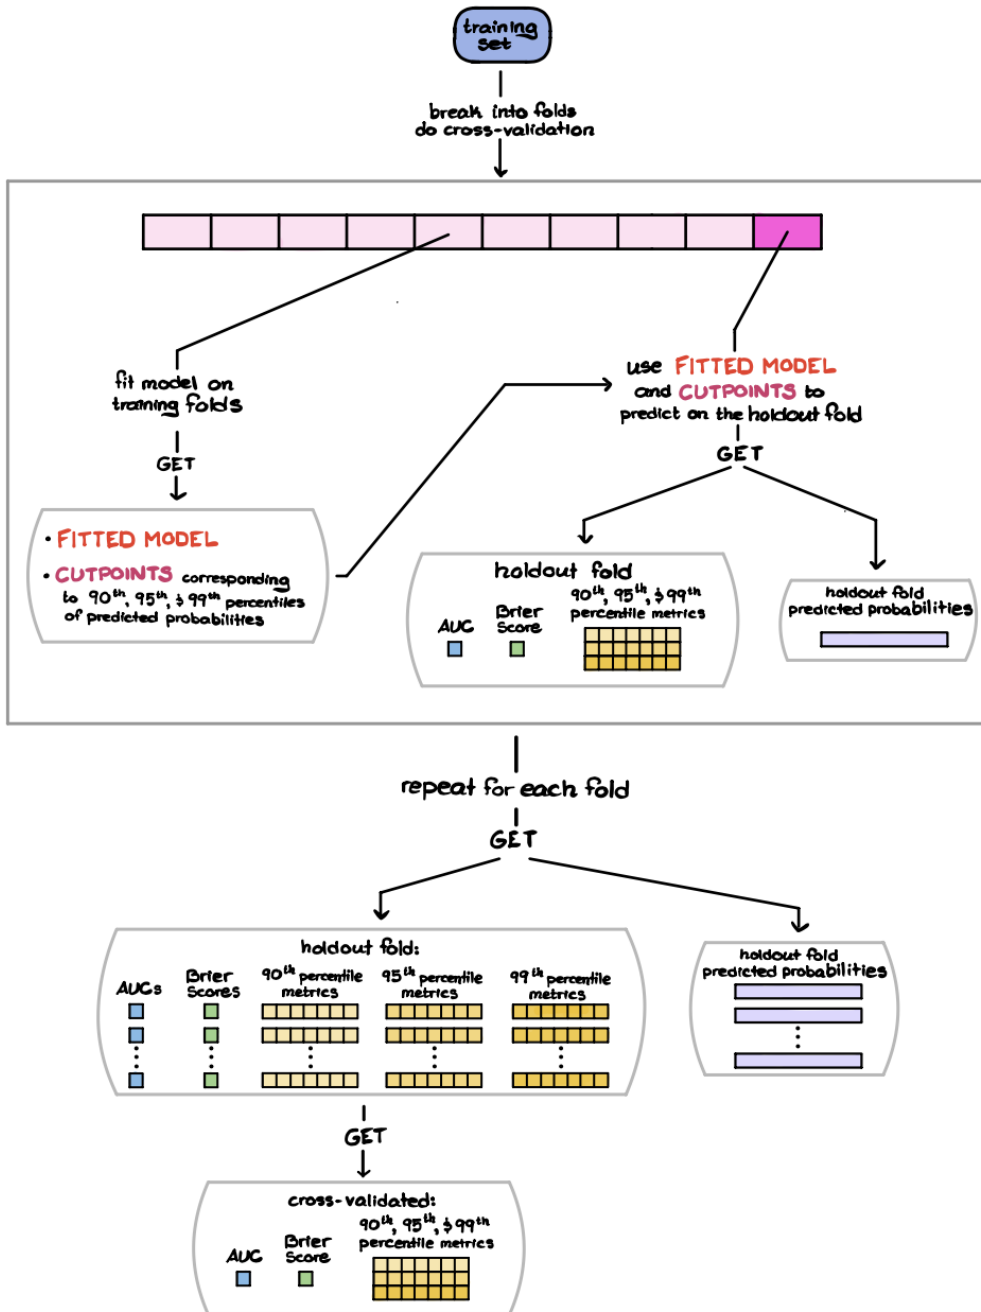 training
set
break into folds
do cross-validation
fit model on
training folds
GET
• FITTED MODEL
• CUTPOINTS corresponding
to 90th, 95th, & 99th percentiles
of predicted probabilities
use FITTED MODEL
and CUTPOINTS to
predict on the holdout fold
GET
holdout fold
AUC
Brier
Score
90th, 95th, & 99th
percentile metrics
holdout fold
predicted probabilities
repeat for each fold
GET
holdout fold:
AUCs
Brier
Scores
90th percentile
metrics
95th percentile
metrics
99th percentile
metrics
holdout fold
predicted probabilities
GET
cross-validated:
AUC
Brier
Score
90th, 95th, & 99th
percentile metrics